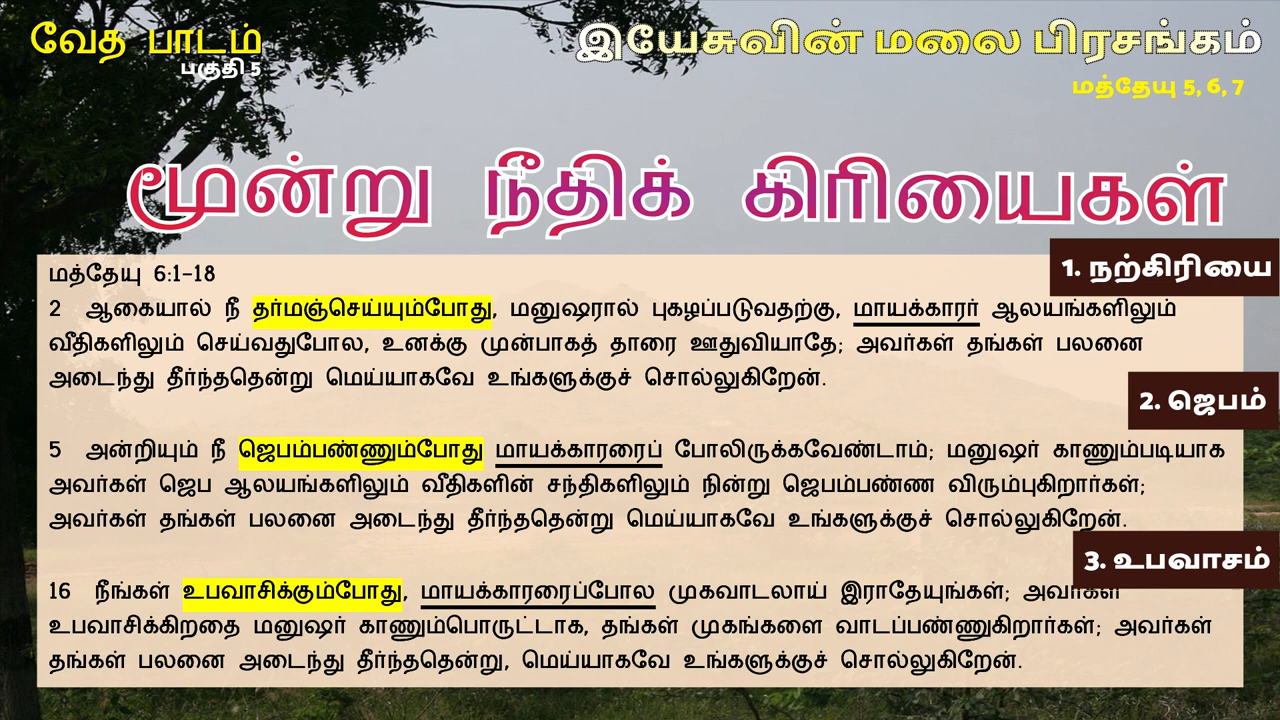 வேத பாடம்
பகுதி 5
இயேசுவின் மலை பிரசங்கம்
மத்தேயு 5, 6, 7
மூன்று நீதிக் கிரியைகள்
1. நற்கிரியை
மத்தேயு 6:1-18
2 ஆகையால் நீ தர்மஞ்செய்யும்போது, மனுஷரால் புகழப்படுவதற்கு, மாயக்காரர் ஆலயங்களிலும்
வீதிகளிலும் செய்வதுபோல, உனக்கு முன்பாகத் தாரை ஊதுவியாதே; அவர்கள் தங்கள் பலனை
அடைந்து தீர்ந்ததென்று மெய்யாகவே உங்களுக்குச் சொல்லுகிறேன்.
2. ஜெபம்
5 அன்றியும் நீ ஜெபம்பண்ணும்போது மாயக்காரரைப் போலிருக்கவேண்டாம்; மனுஷர் காணும்படியாக
அவர்கள் ஜெப ஆலயங்களிலும் வீதிகளின் சந்திகளிலும் நின்று ஜெபம்பண்ண விரும்புகிறார்கள்;
அவர்கள் தங்கள் பலனை அடைந்து தீர்ந்ததென்று மெய்யாகவே உங்களுக்குச் சொல்லுகிறேன்.
3. உபவாசம்
16 நீங்கள் உபவாசிக்கும்போது, மாயக்காரரைப்போல முகவாடலாய் இராதேயுங்கள்; அவர்கள்
உபவாசிக்கிறதை மனுஷர் காணும்பொருட்டாக, தங்கள் முகங்களை வாடப்பண்ணுகிறார்கள்; அவர்கள்
தங்கள் பலனை அடைந்து தீர்ந்ததென்று, மெய்யாகவே உங்களுக்குச் சொல்லுகிறேன்.